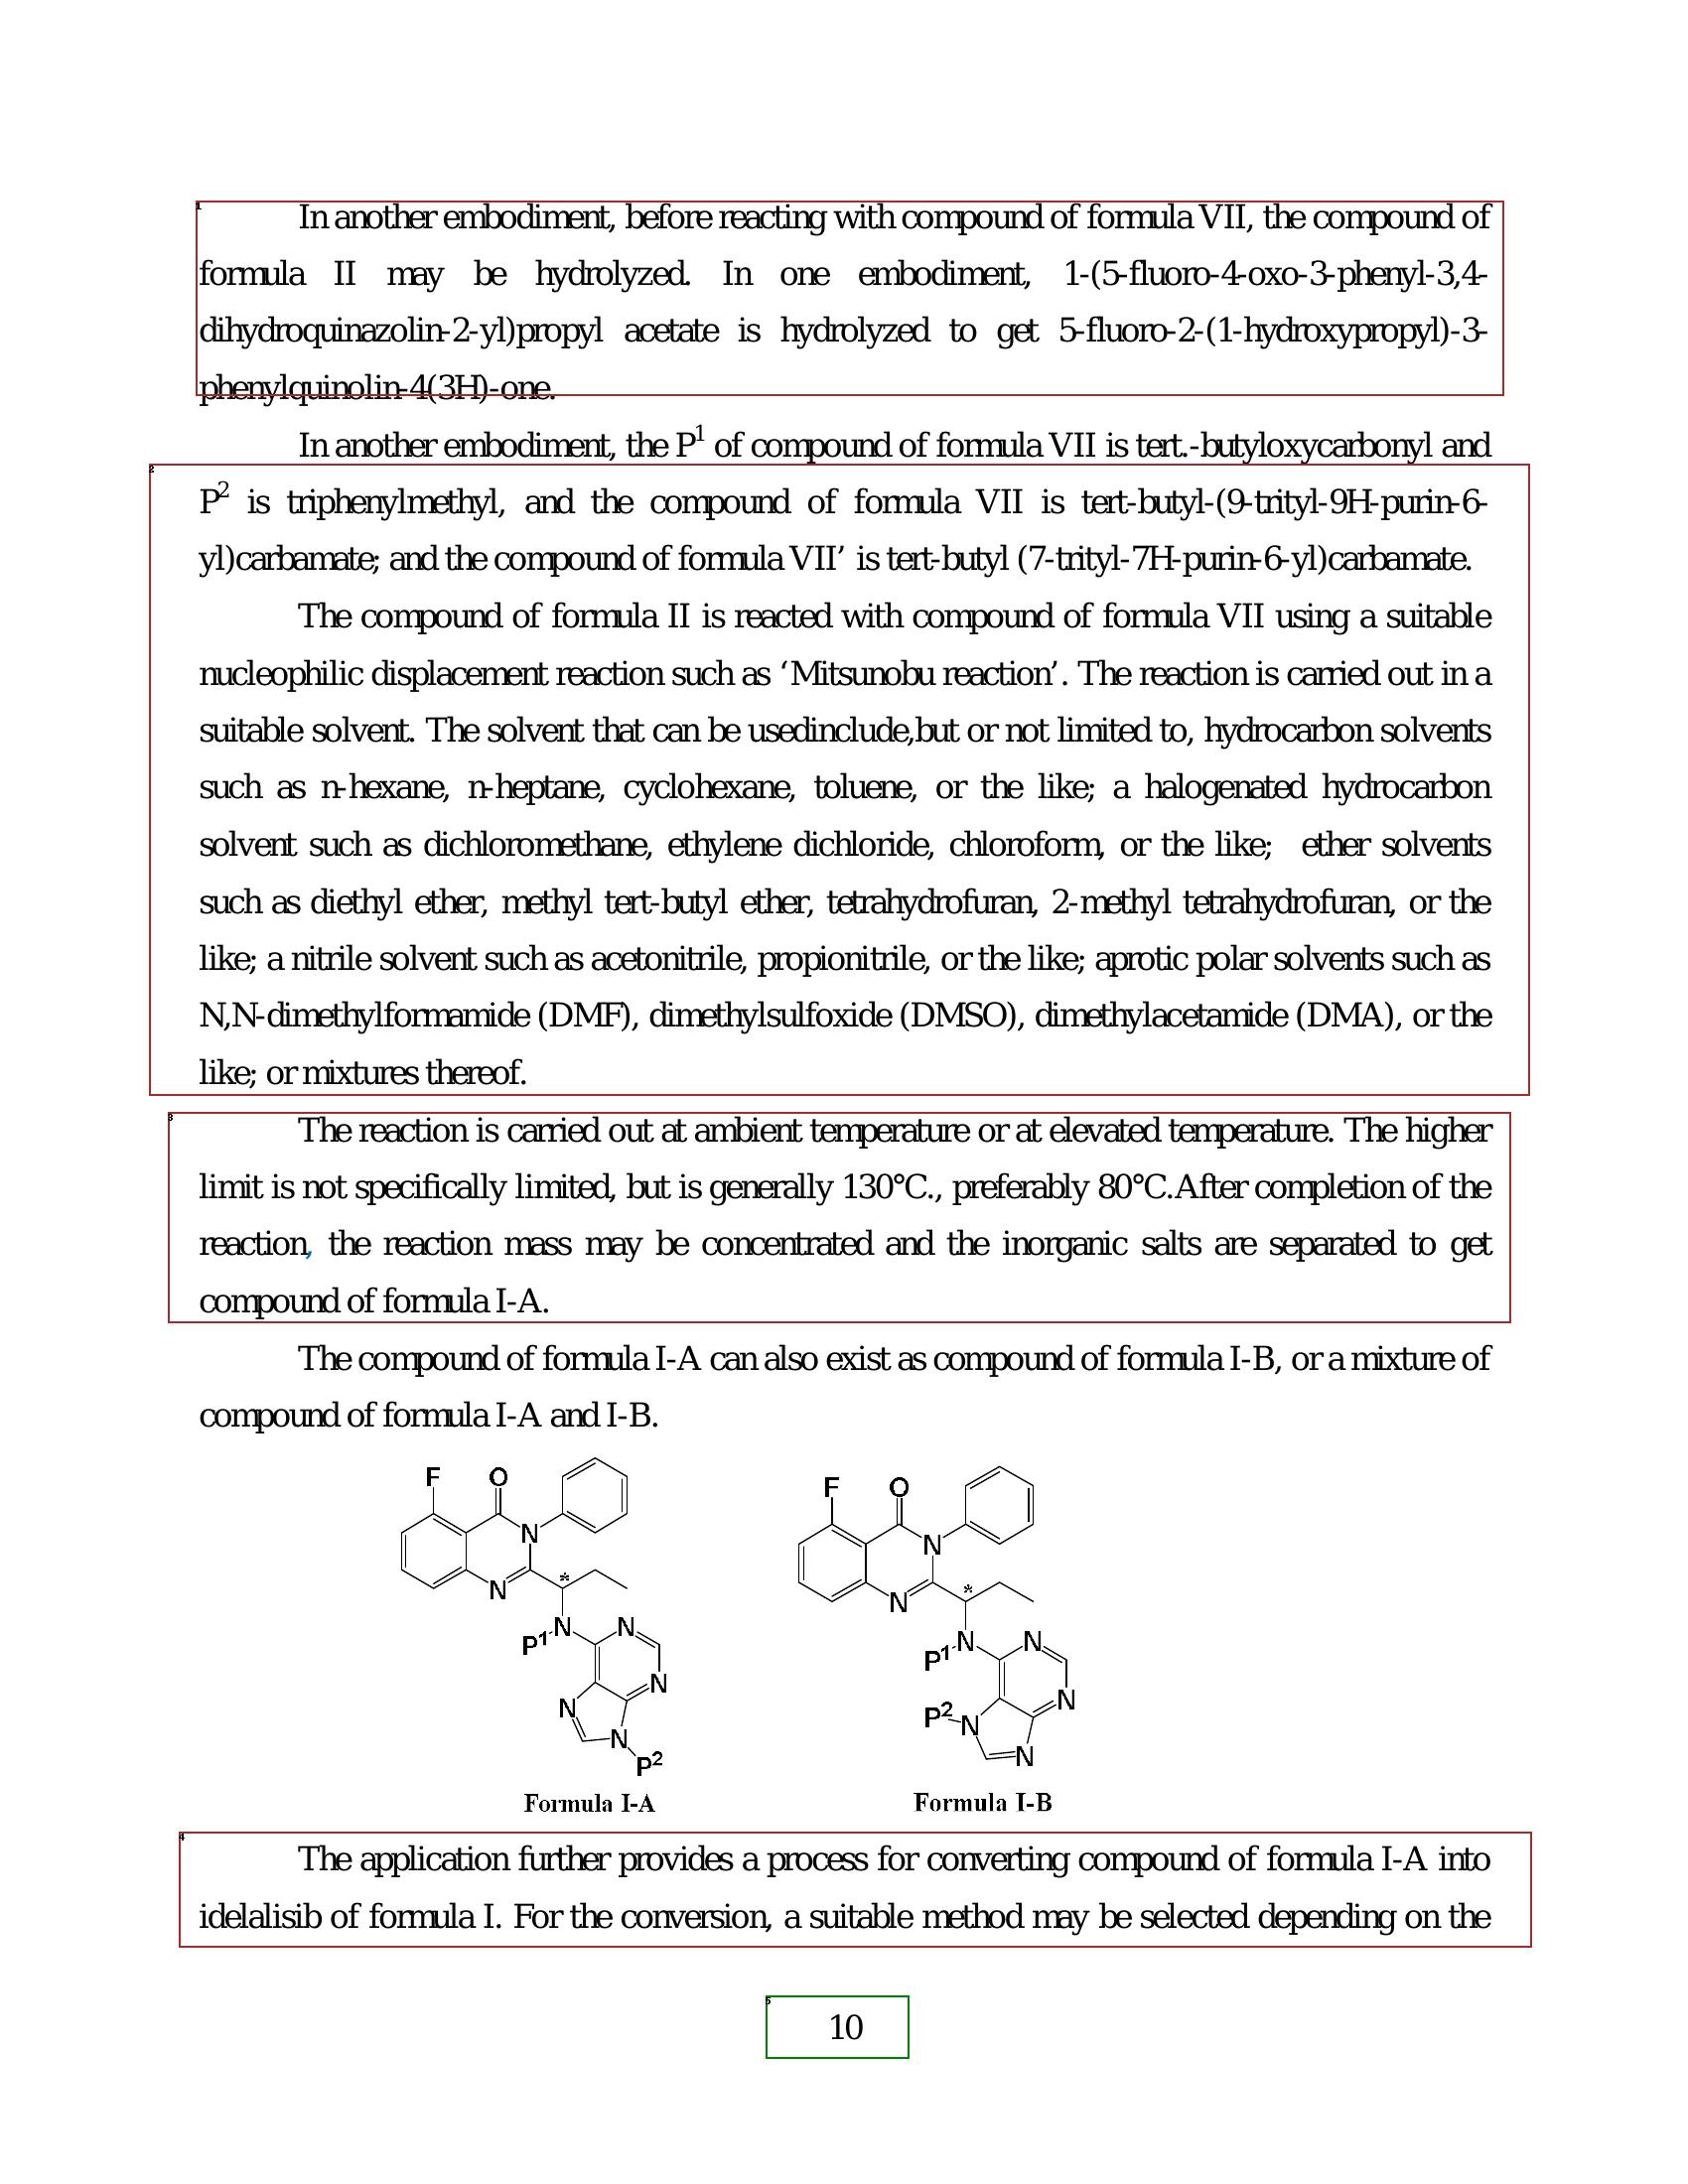 1
In another embodiment, before reacting with compound of formula VII, the compound of
formula II may be hydrolyzed. In one embodiment, 1-(5-fluoro-4-oxo-3-phenyl-3,4-
dihydroquinazolin-2-yl)propyl acetate is hydrolyzed to get 5-fluoro-2-(1-hydroxypropyl)-3-
phenylquinolin-4(3H)-one.
In another embodiment, the P¹ of compound of formula VII is tert.-butyloxycarbonyl and
2
P² is triphenylmethyl, and the compound of formula VII is tert-butyl-(9-trityl-9H-purin-6-
yl)carbamate; and the compound of formula VII’ is tert-butyl (7-trityl-7H-purin-6-yl)carbamate.
The compound of formula II is reacted with compound of formula VII using a suitable
nucleophilic displacement reaction such as ‘Mitsunobu reaction’. The reaction is carried out in a
suitable solvent. The solvent that can be usedinclude,but or not limited to, hydrocarbon solvents
such as n-hexane, n-heptane, cyclohexane, toluene, or the like; a halogenated hydrocarbon
solvent such as dichloromethane, ethylene dichloride, chloroform, or the like; ether solvents
such as diethyl ether, methyl tert-butyl ether, tetrahydrofuran, 2-methyl tetrahydrofuran, or the
like; a nitrile solvent such as acetonitrile, propionitrile, or the like; aprotic polar solvents such as
N,N-dimethylformamide (DMF), dimethylsulfoxide (DMSO), dimethylacetamide (DMA), or the
like; or mixtures thereof.
3
The reaction is carried out at ambient temperature or at elevated temperature. The higher
limit is not specifically limited, but is generally 130°C., preferably 80°C.After completion of the
reaction, the reaction mass may be concentrated and the inorganic salts are separated to get
compound of formula I-A.
The compound of formula I-A can also exist as compound of formula I-B, or a mixture of
compound of formula I-A and I-B.
F O N N * P¹ N N N N N P²
F O N N * P¹ N N N P² N N
Formula I-A
Formula I-B
4
The application further provides a process for converting compound of formula I-A into
idelalisib of formula I. For the conversion, a suitable method may be selected depending on the
5
10